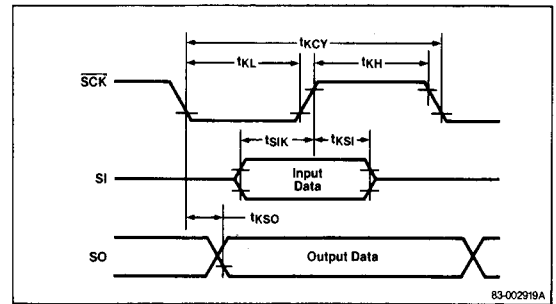 tKCY
tKL
tKH
SCK
tSIK
tKSI
SI
Input
Data
tKSO
SO
Output Data
83-002919A